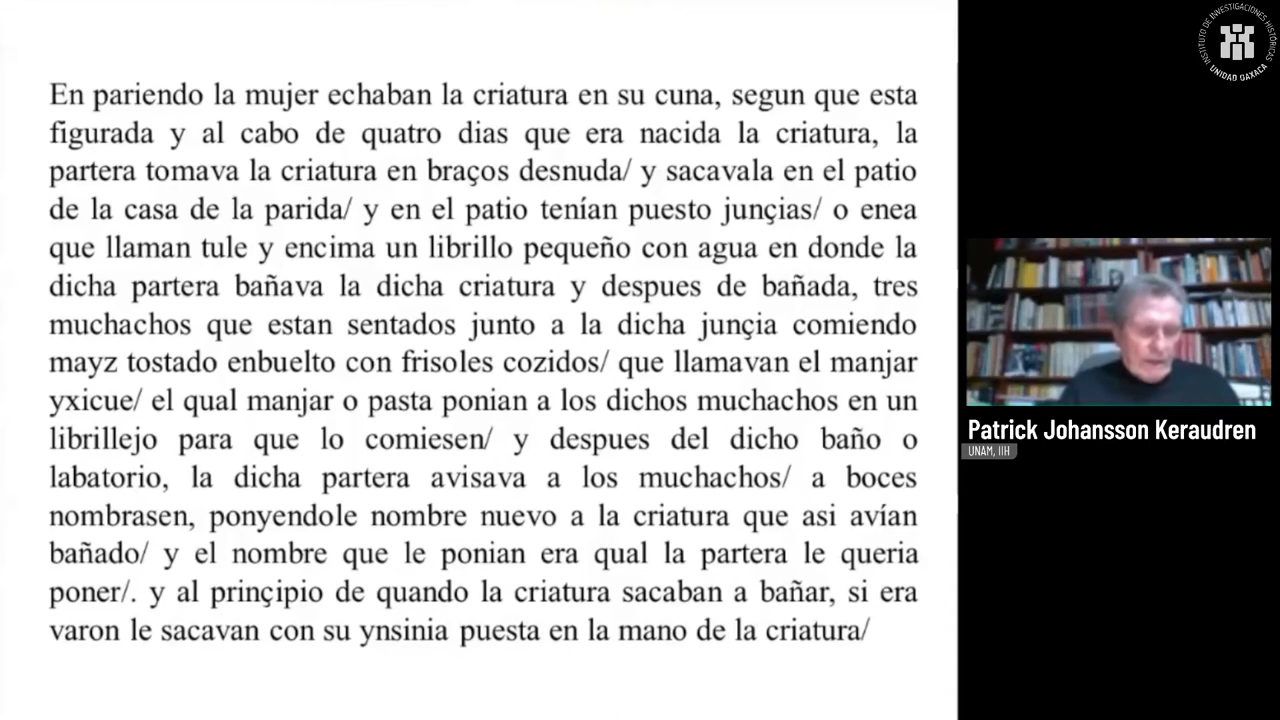 En pariendo la mujer echaban la criatura en su cuna, segun que esta
figurada y al cabo de quatro dias que era nacida la criatura, la
partera tomava la criatura en braços desnuda/ y sacavala en el patio
de la casa de la parida/ y en el patio tenían puesto junçias/ o enea
que llaman tule y encima un librillo pequeño con agua en donde la
dicha partera bañava la dicha criatura y despues de bañada, tres
muchachos que estan sentados junto a la dicha junçia comiendo
mayz tostado enbuelto con frisoles cozidos/ que llamavan el manjar
yxicue/ el qual manjar o pasta ponian a los dichos muchachos en un
librillejo para que lo comiesen/ y despues del dicho baño o
labatorio, la dicha partera avisava a los muchachos/ a boces
nombrasen, ponyendole nombre nuevo a la criatura que asi avían
bañado/ y el nombre que le ponian era qual la partera le queria
poner/. y al prinçipio de quando la criatura sacaban a bañar, si era
varon le sacavan con su ynsinia puesta en la mano de la criatura/
INSTITUTO DE INVESTIGACIONES HISTÓRICAS
UNIDAD OAXACA
Patrick Johansson Keraudren
UNAM, IIH